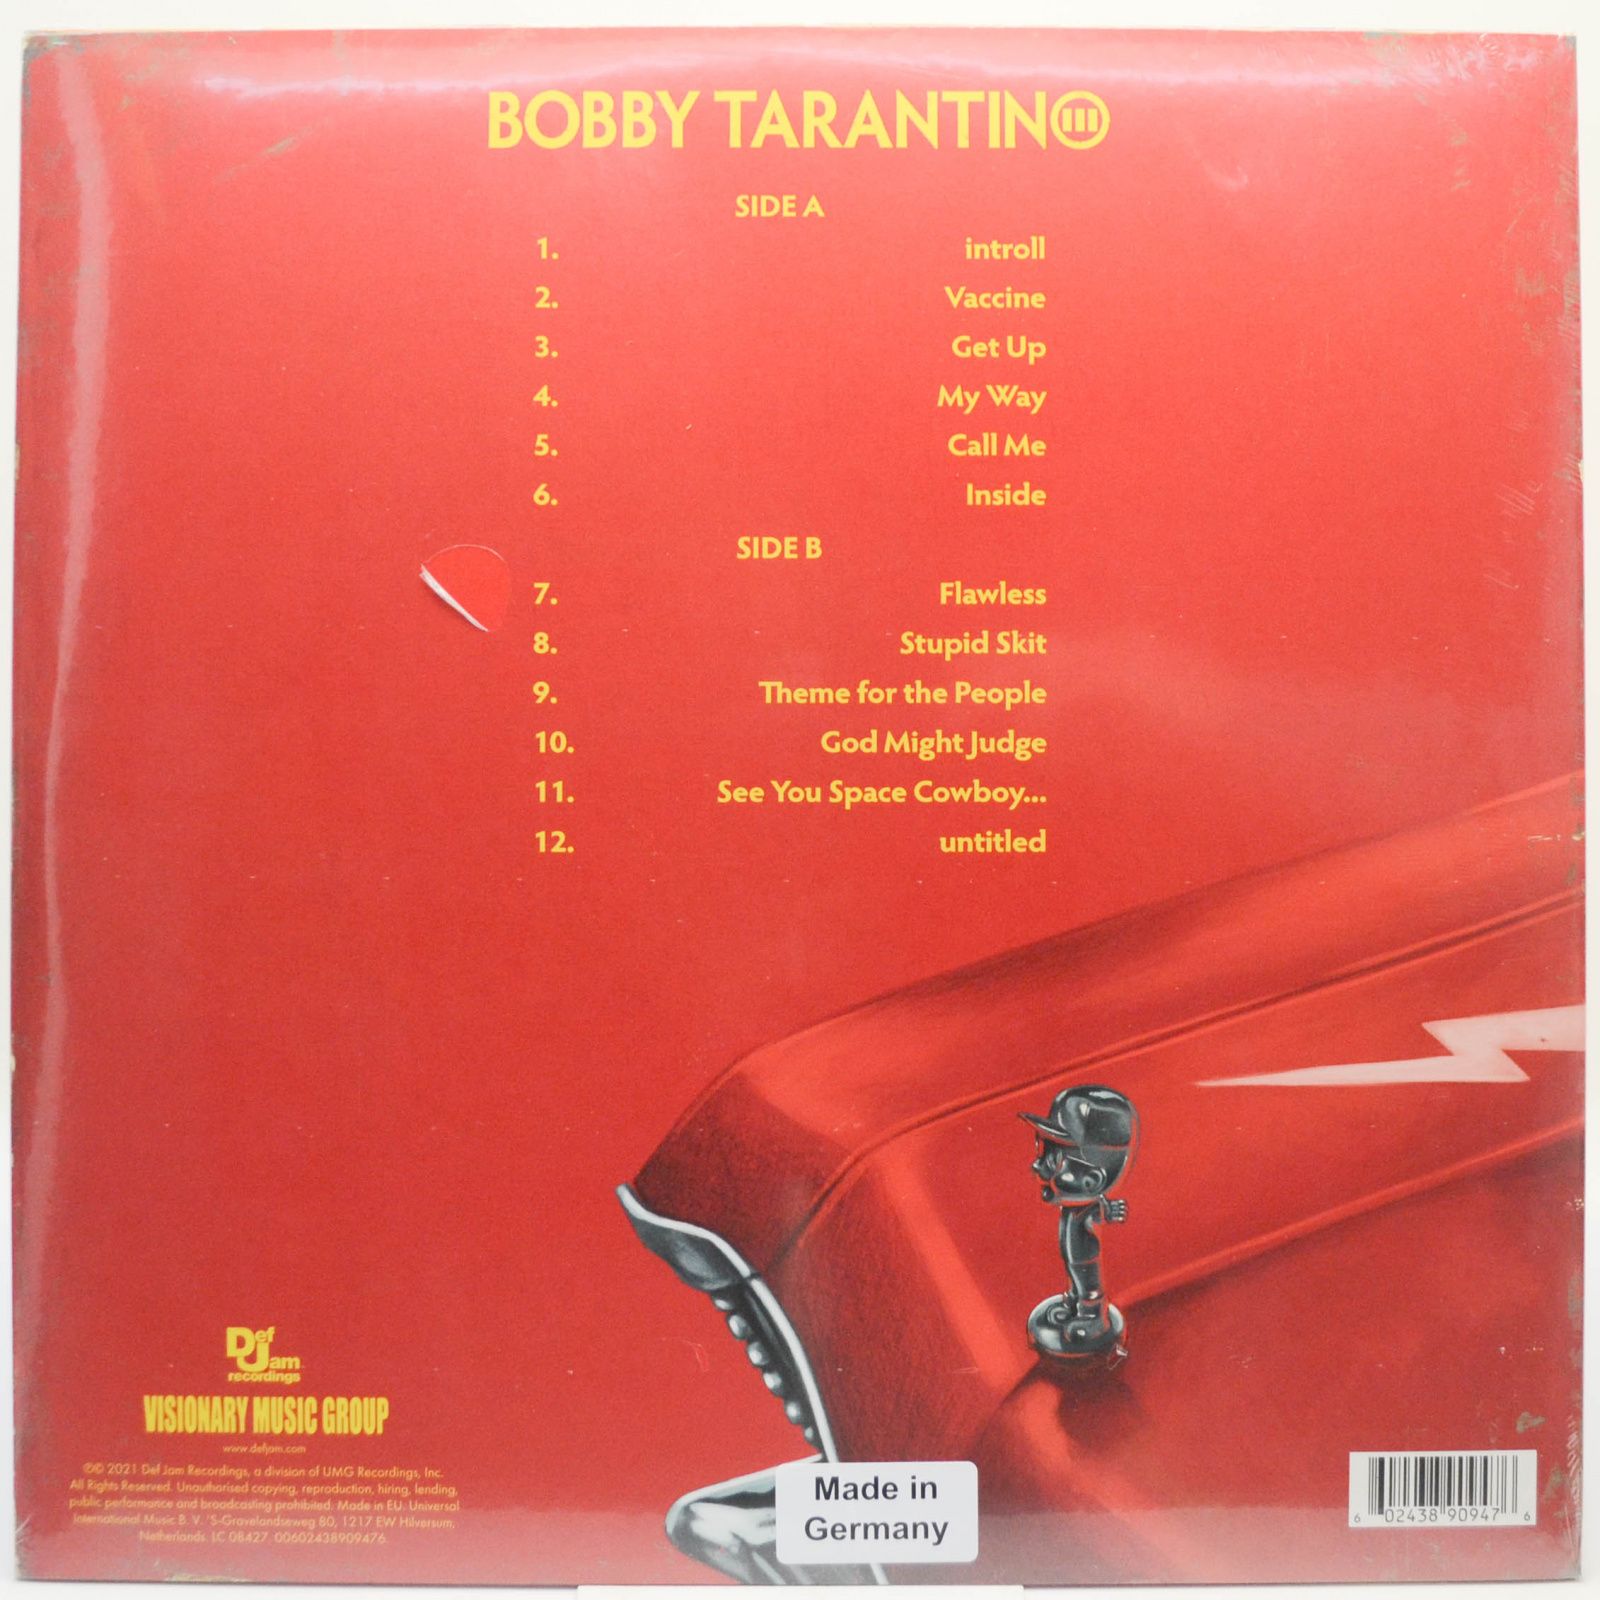 BOBBY TARANTINO III
SIDE A
1. introll
2. Vaccine
3. Get Up
4. My Way
5. Call Me
6. Inside
SIDE B
7. Flawless
8. Stupid Skit
9. Theme for the People
10. God Might Judge
11. See You Space Cowboy...
12. untitled
Def Jam
recordings
VISIONARY MUSIC GROUP
www.defjam.com
℗© 2021 Def Jam Recordings, a division of UMG Recordings, Inc.
All Rights Reserved. Unauthorised copying, reproduction, hiring, lending,
public performance and broadcasting prohibited. Made in EU. Universal
International Music B. V. 'S-Gravelandseweg 80, 1217 EW Hilversum,
Netherlands. LC 08427. 00602438909476.
Made in
Germany
6 02438 90947 6